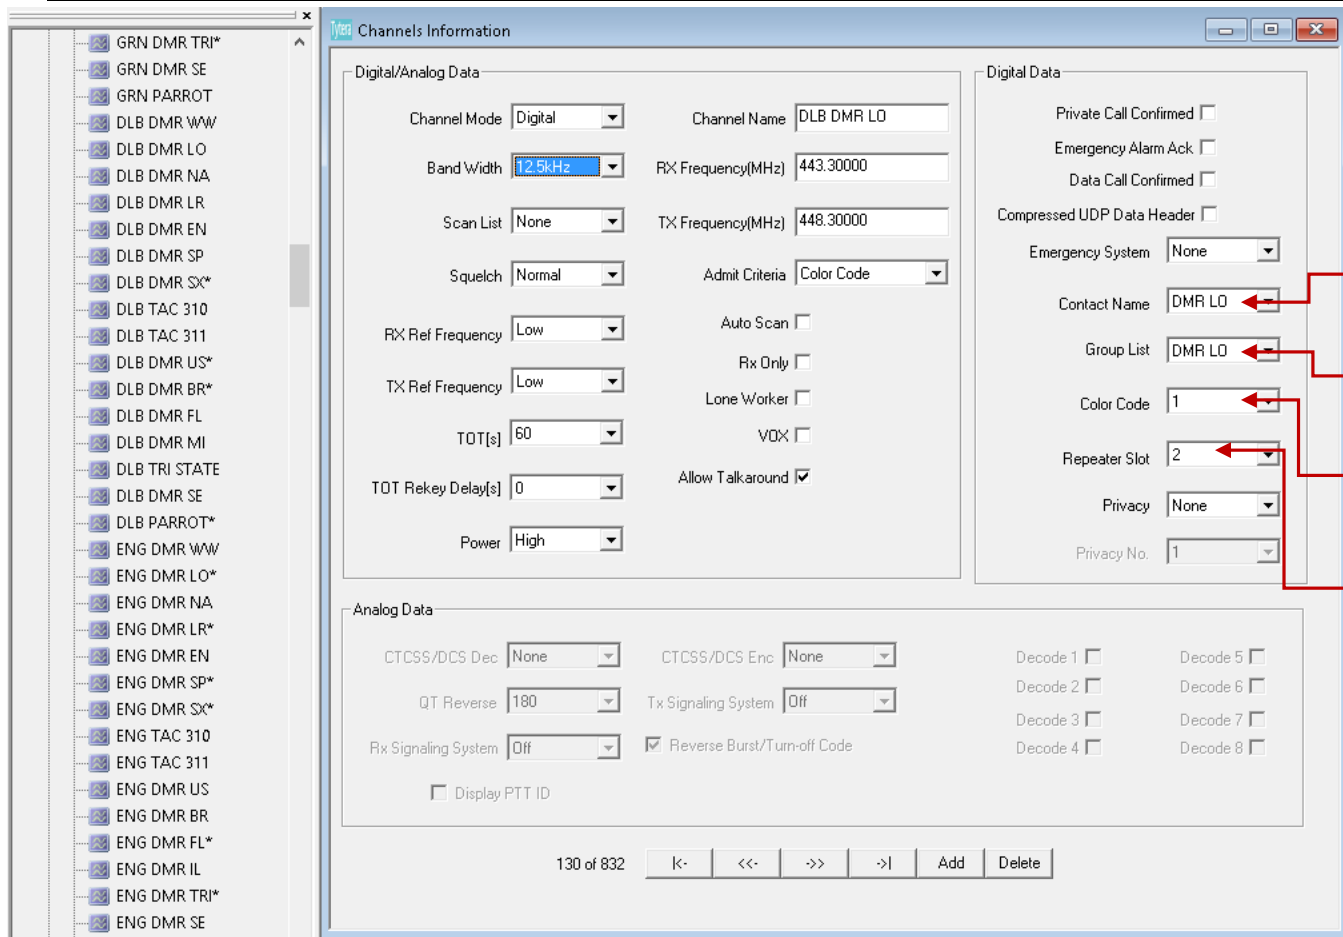 GRN DMR TRI*
GRN DMR SE
GRN PARROT
DLB DMR WW
DLB DMR LO
DLB DMR NA
DLB DMR LR
DLB DMR EN
DLB DMR SP
DLB DMR SX*
DLB TAC 310
DLB TAC 311
DLB DMR US*
DLB DMR BR*
DLB DMR FL
DLB DMR MI
DLB TRI STATE
DLB DMR SE
DLB PARROT*
ENG DMR WW
ENG DMR LO*
ENG DMR NA
ENG DMR LR*
ENG DMR EN
ENG DMR SP*
ENG DMR SX*
ENG TAC 310
ENG TAC 311
ENG DMR US
ENG DMR BR
ENG DMR FL*
ENG DMR IL
ENG DMR TRI*
ENG DMR SE
Tytera Channels Information
Digital/Analog Data
Channel Mode Digital
Channel Name DLB DMR LO
Band Width 12.5kHz
RX Frequency(MHz) 443.30000
Scan List None
TX Frequency(MHz) 448.30000
Squelch Normal
Admit Criteria Color Code
RX Ref Frequency Low
Auto Scan
Rx Only
TX Ref Frequency Low
Lone Worker
TOT[s] 60
VOX
TOT Rekey Delay[s] 0
Allow Talkaround
Power High
Digital Data
Private Call Confirmed
Emergency Alarm Ack
Data Call Confirmed
Compressed UDP Data Header
Emergency System None
Contact Name DMR LO
Group List DMR LO
Color Code 1
Repeater Slot 2
Privacy None
Privacy No. 1
Analog Data
CTCSS/DCS Dec None
CTCSS/DCS Enc None
Decode 1
Decode 5
QT Reverse 180
Tx Signaling System Off
Decode 2
Decode 6
Decode 3
Decode 7
Rx Signaling System Off
Reverse Burst/Turn-off Code
Decode 4
Decode 8
Display PTT ID
130 of 832
|<- <<- ->> ->| Add Delete